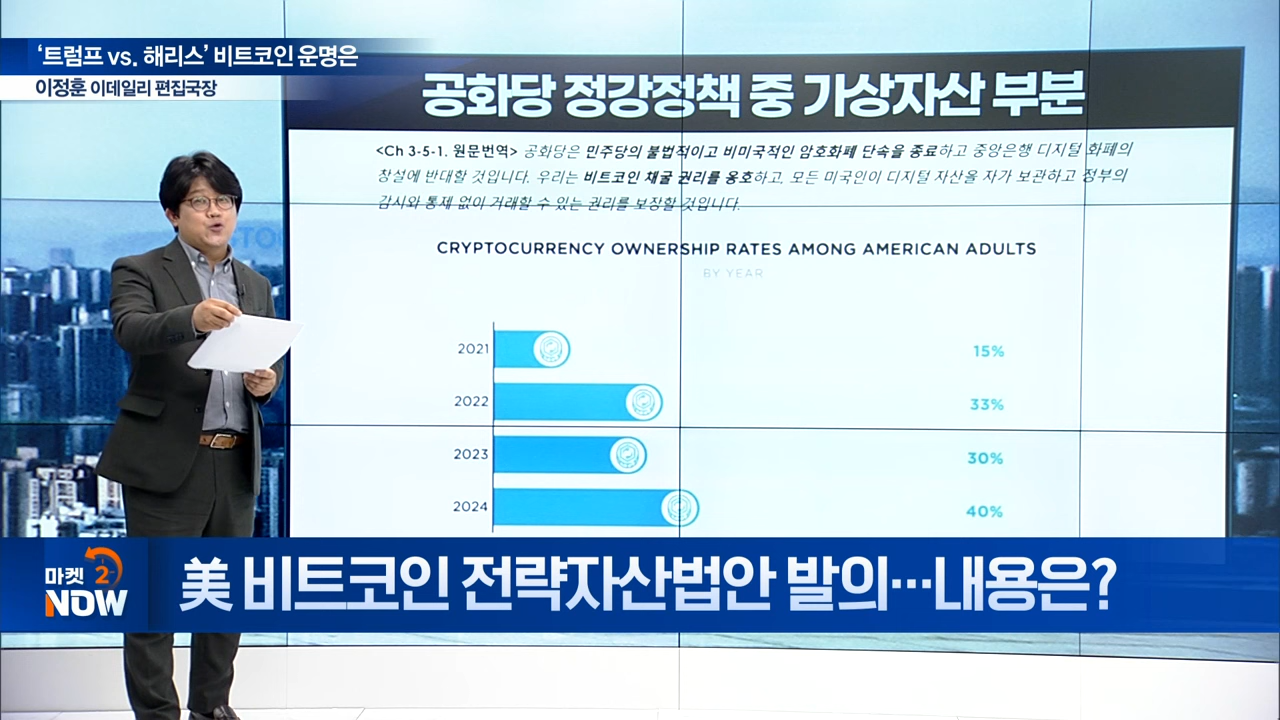 ‘트럼프 vs. 해리스’ 비트코인 운명은
이정훈 이데일리 편집국장
공화당 정강정책 중 가상자산 부분
<Ch 3-5-1. 원문번역> 공화당은 민주당의 불법적이고 비미국적인 암호화폐 단속을 종료하고 중앙은행 디지털 화폐의
창설에 반대할 것입니다. 우리는 비트코인 채굴 권리를 옹호하고, 모든 미국인이 디지털 자산을 자가 보관하고 정부의
감시와 통제 없이 거래할 수 있는 권리를 보장할 것입니다.
CRYPTOCURRENCY OWNERSHIP RATES AMONG AMERICAN ADULTS
BY YEAR
2021 15%
2022 33%
2023 30%
2024 40%
마켓 2
NOW
美 비트코인 전략자산법안 발의…내용은?